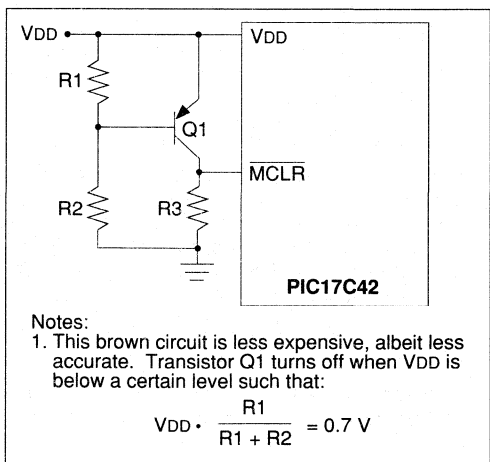 VDD
VDD
R1
Q1
MCLR
R2
R3
PIC17C42
Notes:
1. This brown circuit is less expensive, albeit less
accurate. Transistor Q1 turns off when VDD is
below a certain level such that:
VDD • R1 / R1 + R2 = 0.7 V